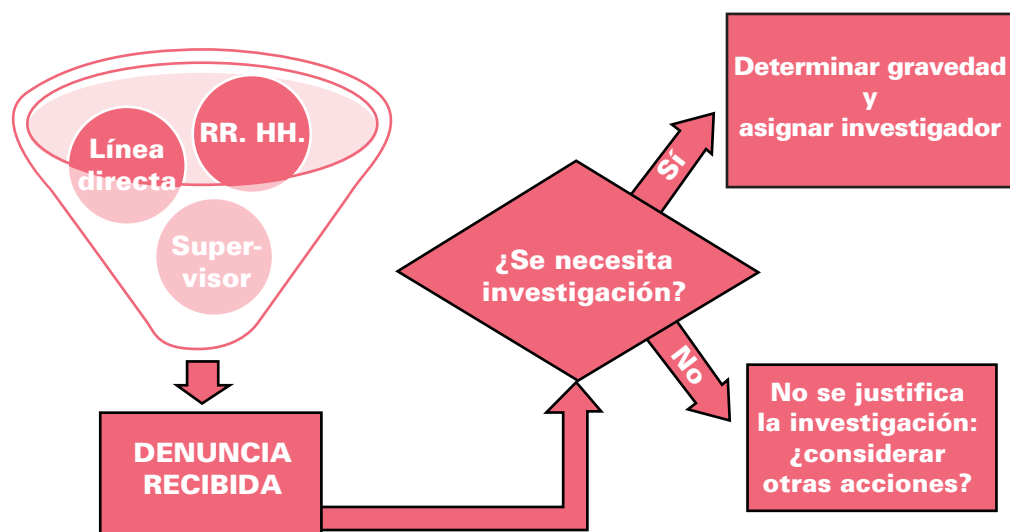 Línea
directa
RR. HH.
Super-
visor
DENUNCIA
RECIBIDA
¿Se necesita
investigación?
Sí
Determinar gravedad
y
asignar investigador
No
No se justifica
la investigación:
¿considerar
otras acciones?